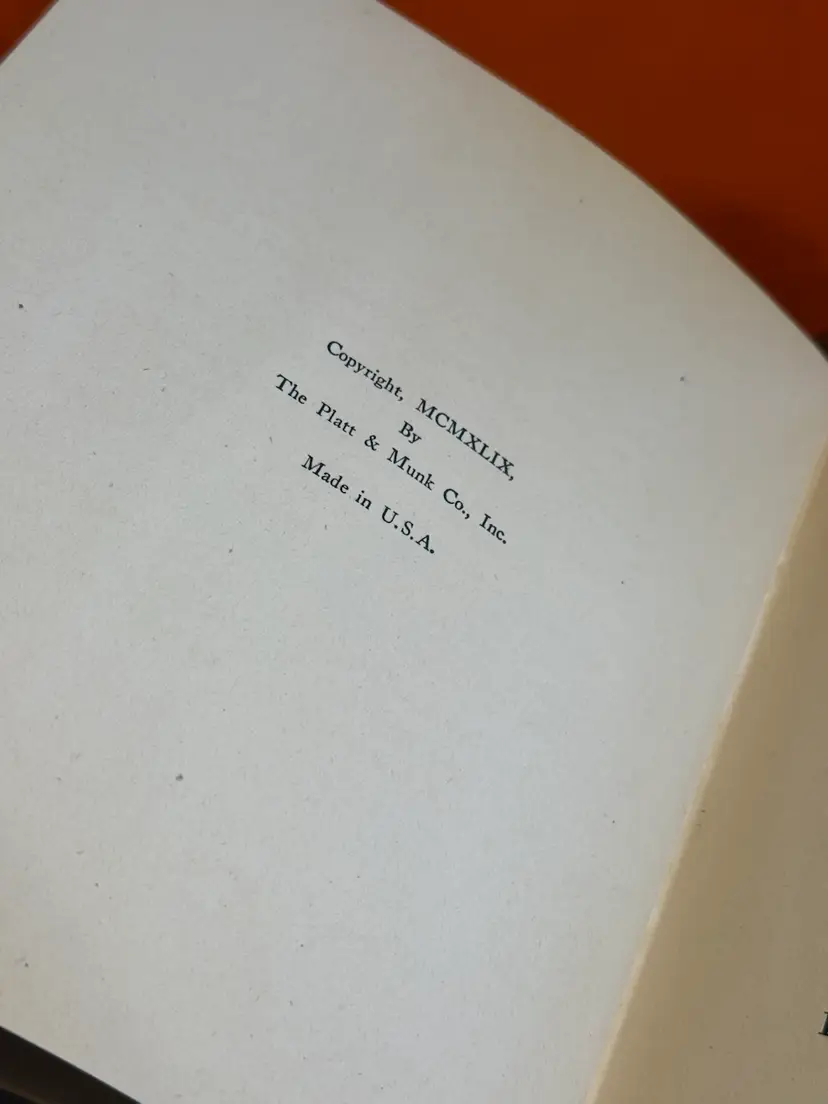 Copyright, MCMXLIX,
By
The Platt & Munk Co., Inc.
Made in U.S.A.